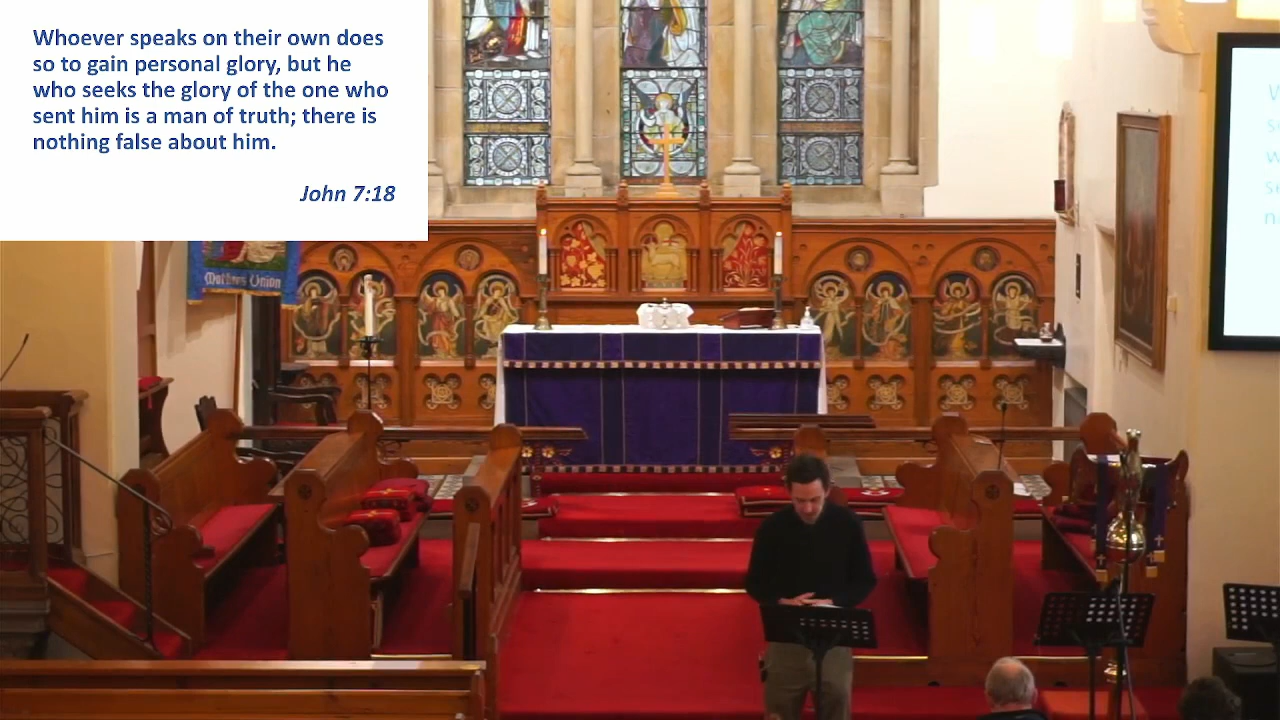 Whoever speaks on their own does
so to gain personal glory, but he
who seeks the glory of the one who
sent him is a man of truth; there is
nothing false about him.
John 7:18
Mothers Union